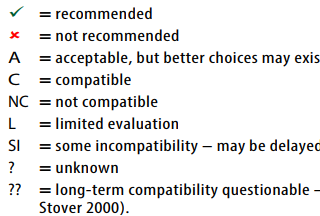 ✓ = recommended
✗ = not recommended
A = acceptable, but better choices may exis
C = compatible
NC = not compatible
L = limited evaluation
SI = some incompatibility – may be delayed
? = unknown
?? = long-term compatibility questionable –
Stover 2000).